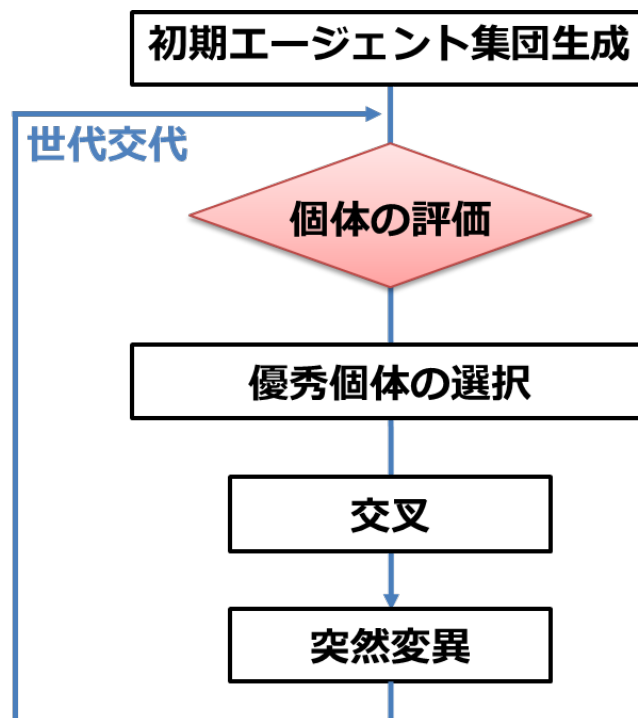 初期エージェント集団生成
世代交代
個体の評価
優秀個体の選択
交叉
突然変異